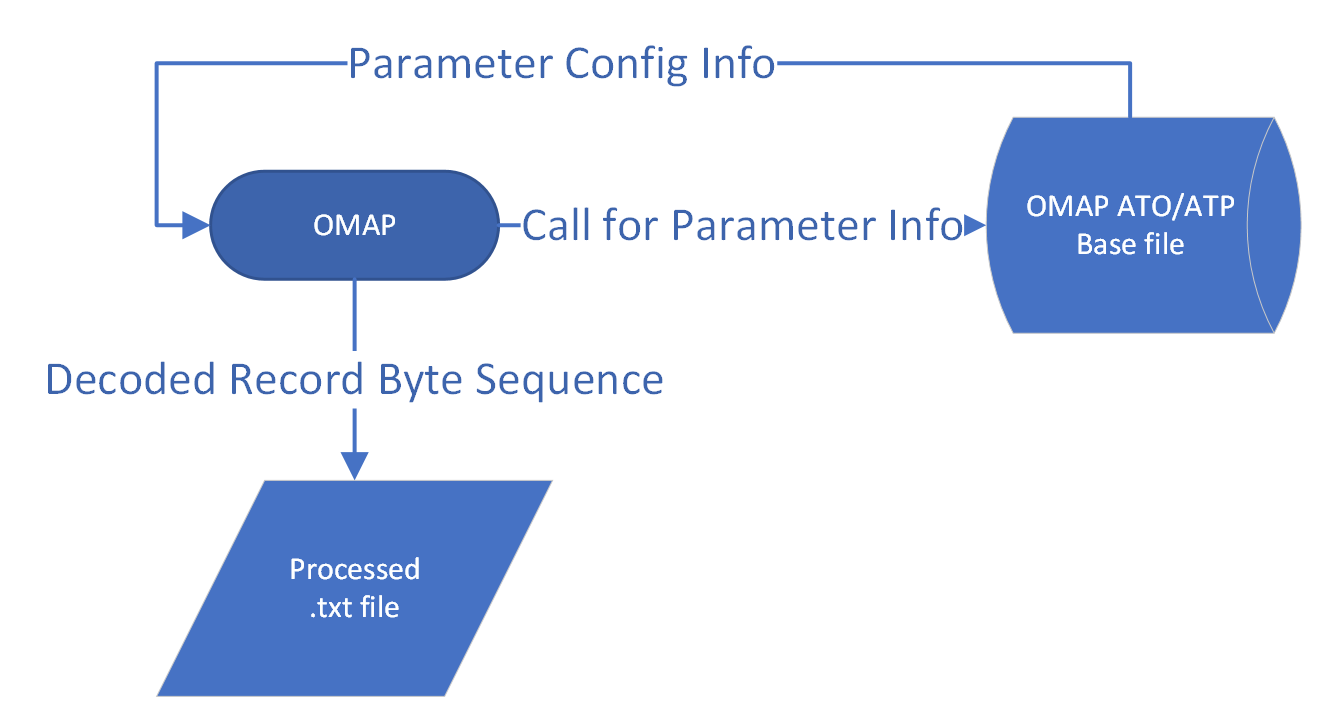 Parameter Config Info
OMAP
Call for Parameter Info
OMAP ATO/ATP
Base file
Decoded Record Byte Sequence
Processed
.txt file